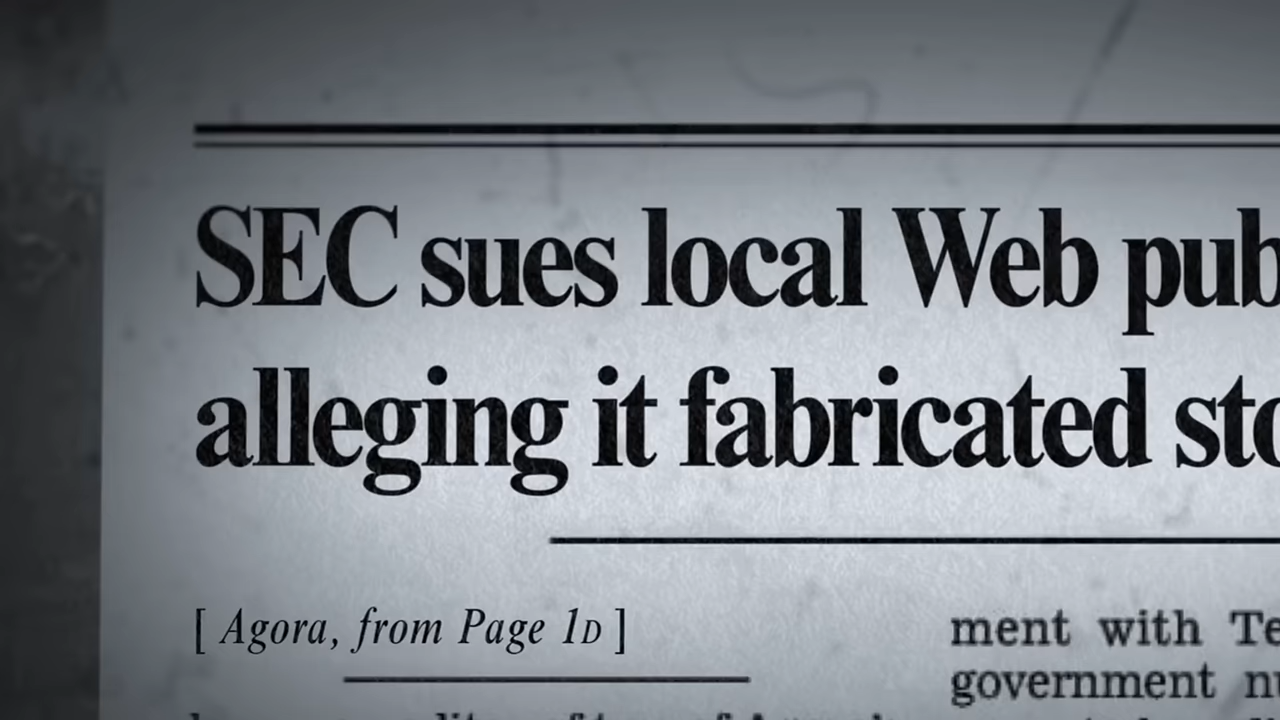 SEC sues local Web pub
alleging it fabricated sto
[ Agora, from Page 1D ]
ment with Te
government